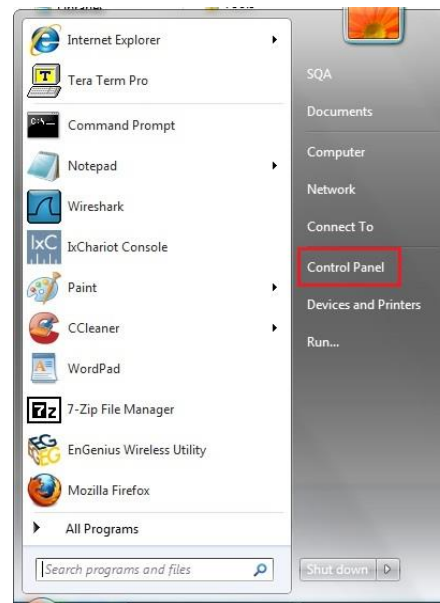 Internet Explorer
Tera Term Pro
Command Prompt
Notepad
Wireshark
IxChariot Console
Paint
CCleaner
WordPad
7-Zip File Manager
EnGenius Wireless Utility
Mozilla Firefox
All Programs
Search programs and files
SQA
Documents
Computer
Network
Connect To
Control Panel
Devices and Printers
Run...
Shut down